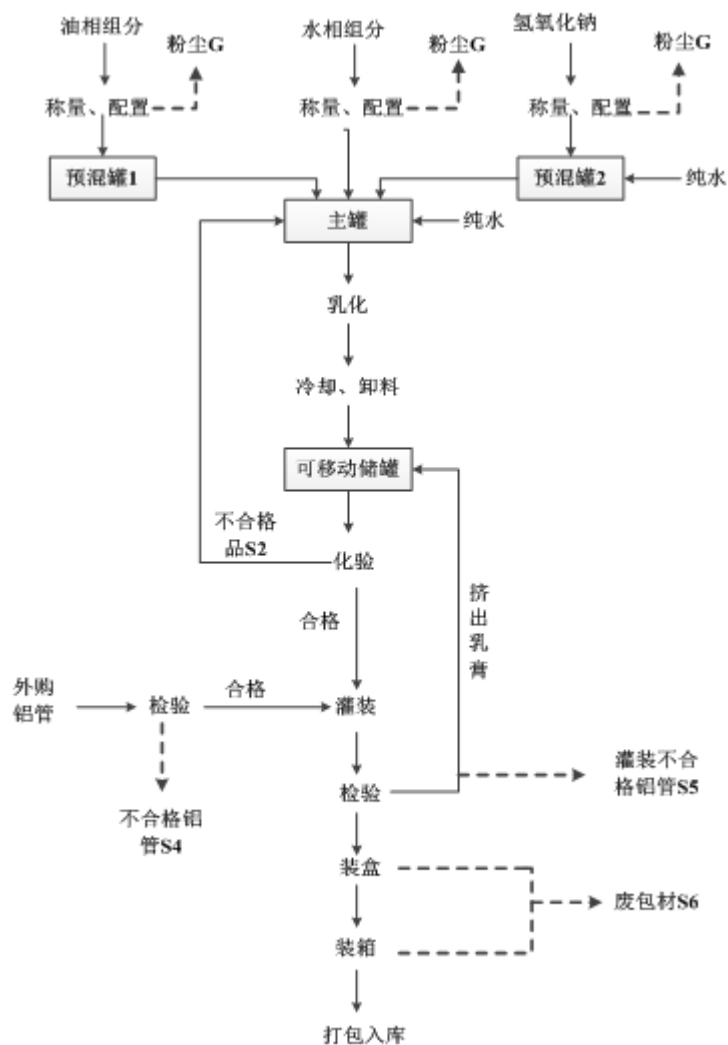 油相组分
粉尘G
水相组分
粉尘G
氢氧化钠
粉尘G
称量、配置
称量、配置
称量、配置
预混罐1
预混罐2
纯水
主罐
纯水
乳化
冷却、卸料
可移动储罐
不合格
品S2
化验
挤
出
乳
膏
合格
外购
铝管
检验
合格
灌装
灌装不合
格铝管S5
检验
不合格铝
管S4
装盒
废包材S6
装箱
打包入库